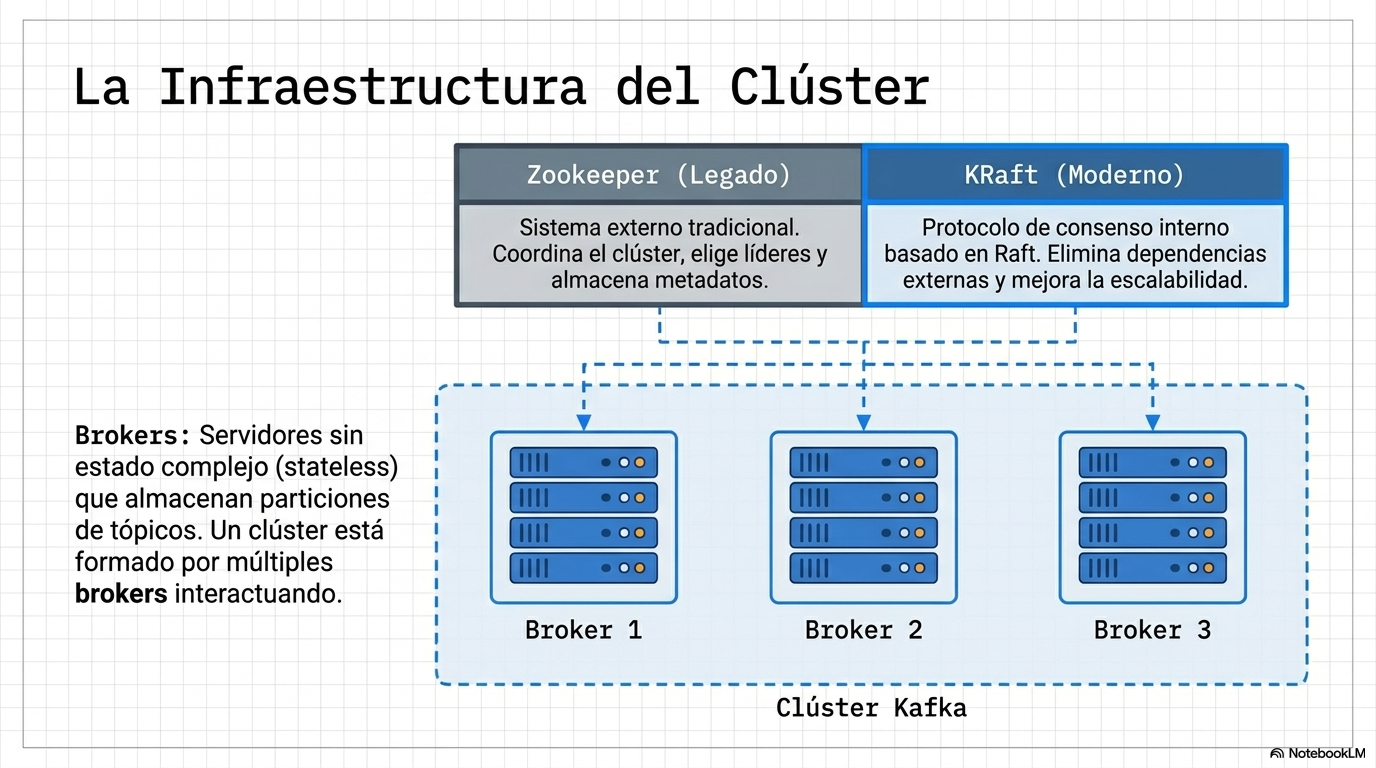 La Infraestructura del Clúster
Zookeeper (Legado)
Sistema externo tradicional.
Coordina el clúster, elige líderes y
almacena metadatos.
KRaft (Moderno)
Protocolo de consenso interno
basado en Raft. Elimina dependencias
externas y mejora la escalabilidad.
Brokers: Servidores sin
estado complejo (stateless)
que almacenan particiones
de tópicos. Un clúster está
formado por múltiples
brokers interactuando.
Broker 1
Broker 2
Broker 3
Clúster Kafka
NotebookLM